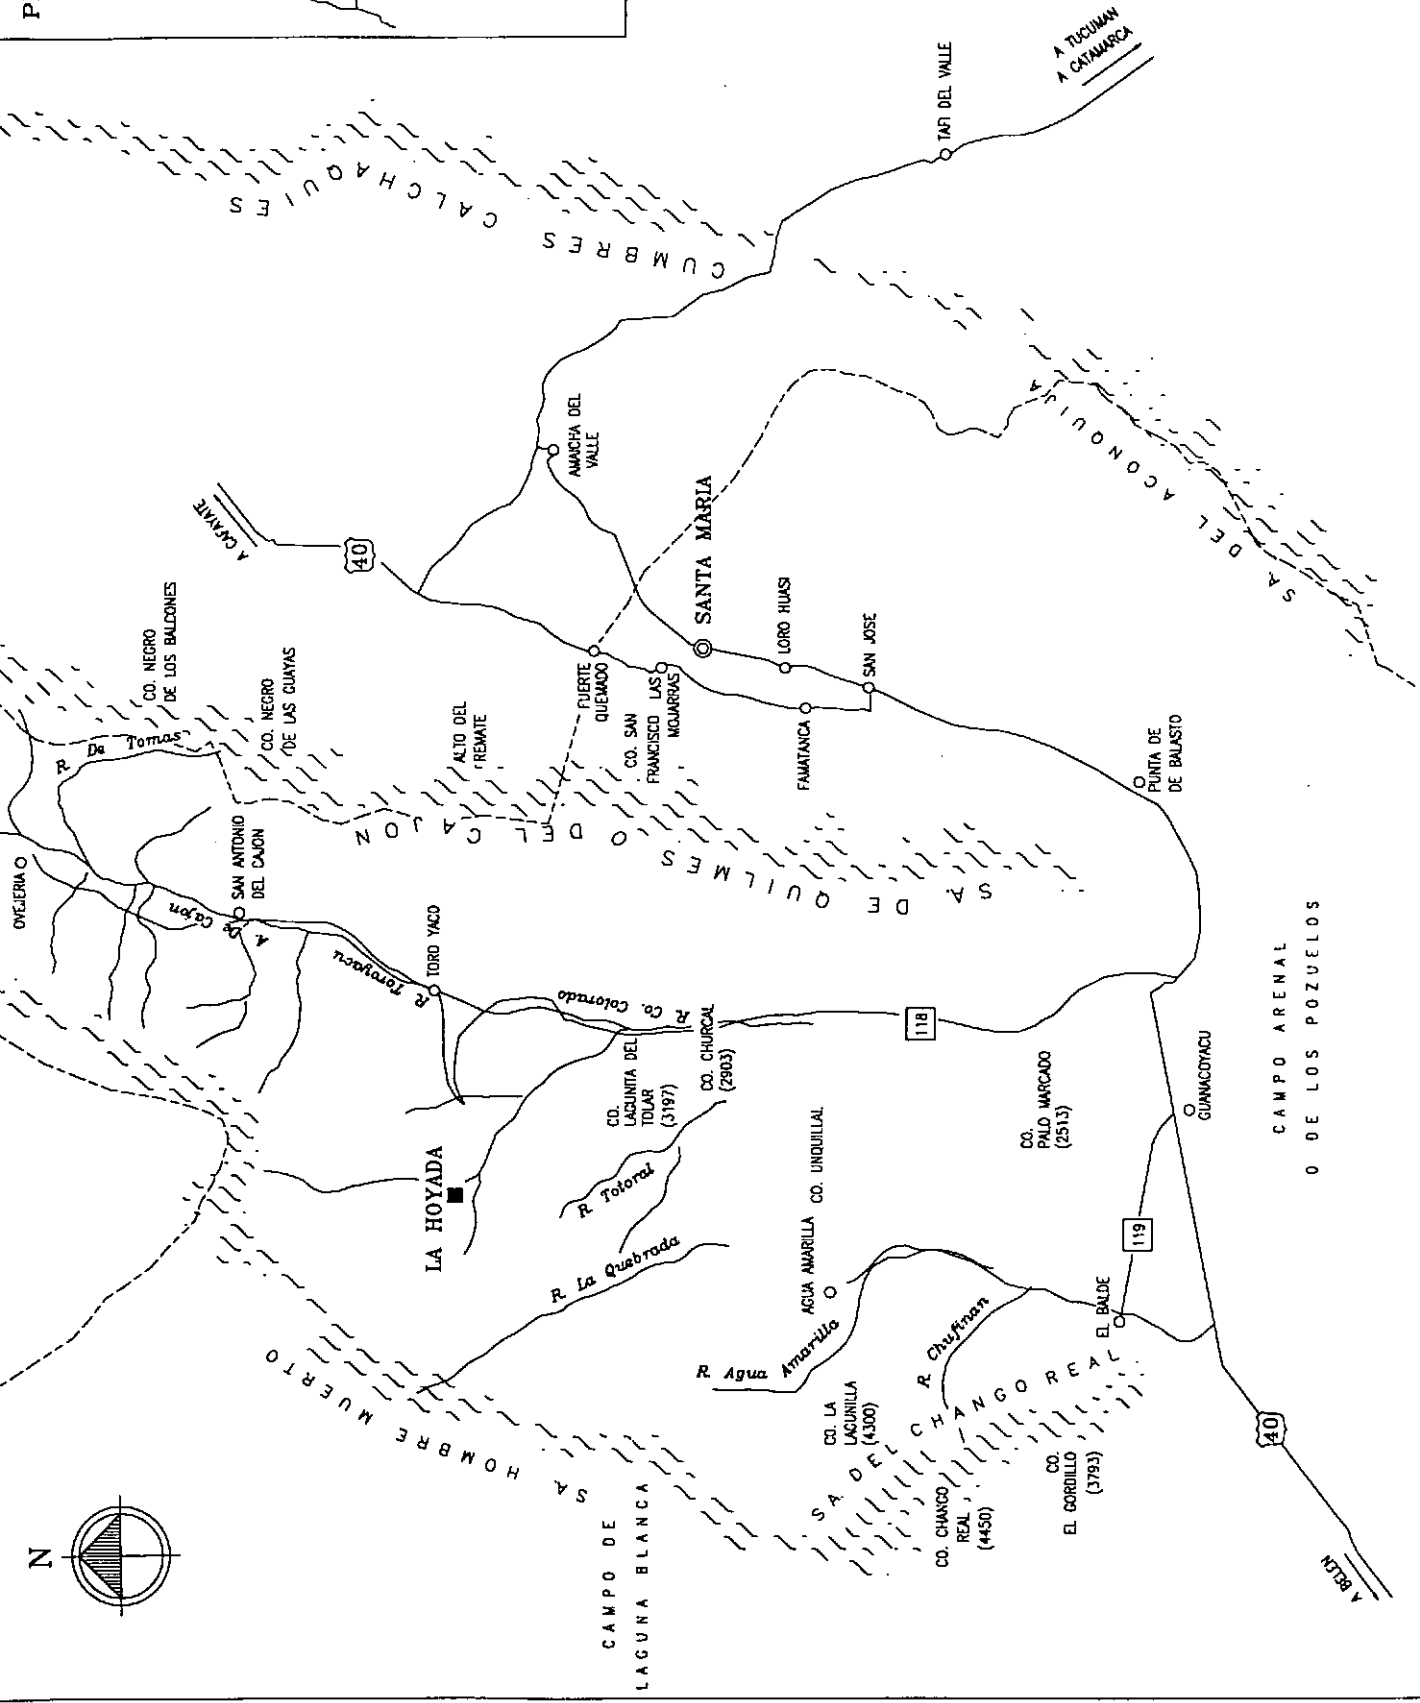 P
N
A TUCUMAN
A CATAMARCA
TAFI DEL VALLE
CUMBRES CALCHAQUIES
AMAICHA DEL
VALLE
A CAFAYATE
40
SANTA MARIA
LORO HUASI
SAN JOSE
SA DEL ACONQUIJA
CO. NEGRO
DE LOS BALCONES
CO. NEGRO
DE LAS GUAYAS
ALTO DEL
REMATE
FUERTE
QUEMADO
CO. SAN
FRANCISCO
LAS
MOJARRAS
FAMATANCA
PUNTA DE
DE BALASTO
R. De Tomas
OVEJERIA
SAN ANTONIO
DEL CAJON
A. De Cajon
SA. DE QUILMES O DEL CAJON
TORO YACO
R. Toroyacu
R. Co. Colorado
CO. CHURCAL
(2903)
CO.
LAGUNITA DEL
TOLAR
(3197)
118
CO.
PALO MARCADO
(2513)
GUANACOYACU
CAMPO ARENAL
O DE LOS POZUELOS
LA HOYADA
R. Totoral
R. La Quebrada
AGUA AMARILLA
CO. UNQUILLAL
119
EL BALDE
R. Agua Amarilla
R. Chufinan
SA. HOMBRE MUERTO
CO. LA
LAGUNILLA
(4300)
SA. DEL CHANGO REAL
CO. CHANGO
REAL
(4450)
CO.
EL GORDILLO
(3793)
40
A BELEN
CAMPO DE
LAGUNA BLANCA